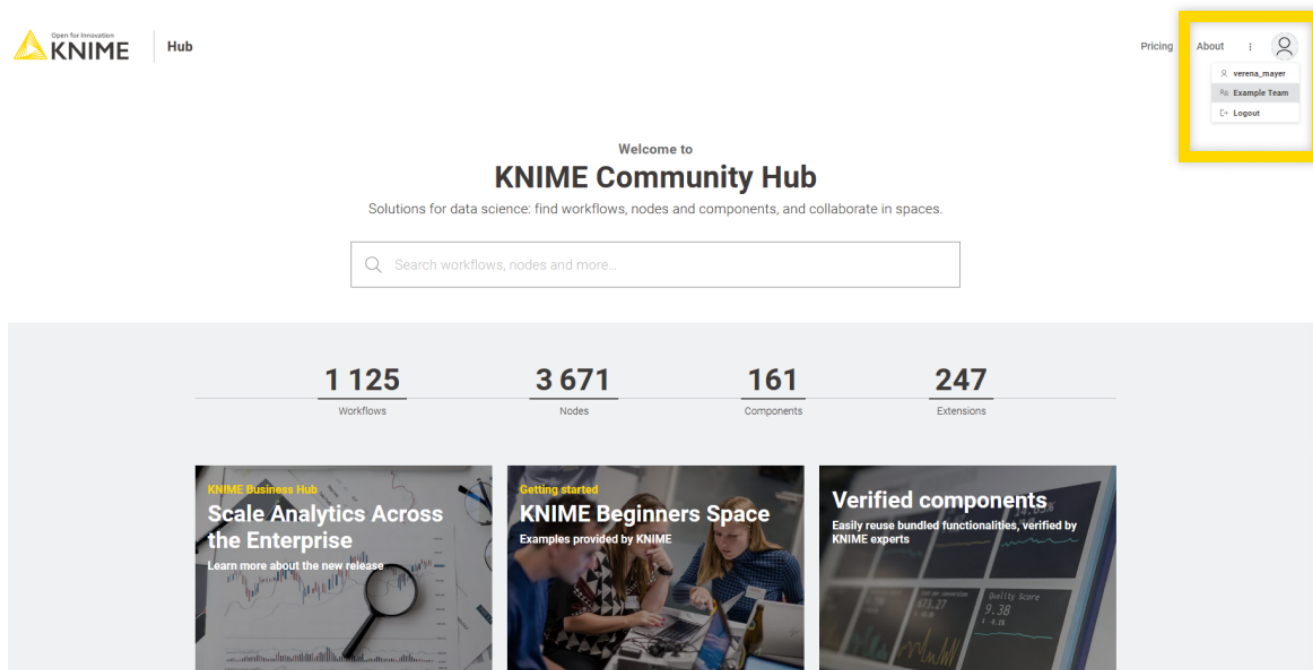 Open for Innovation
KNIME
Hub
Pricing
About
verena_mayer
Example Team
Logout
Welcome to
KNIME Community Hub
Solutions for data science: find workflows, nodes and components, and collaborate in spaces.
Search workflows, nodes and more...
1 125
3 671
161
247
Workflows
Nodes
Components
Extensions
KNIME Business Hub
Scale Analytics Across
the Enterprise
Learn more about the new release
Getting started
KNIME Beginners Space
Examples provided by KNIME
Verified components
Easily reuse bundled functionalities, verified by
KNIME experts
Quality Score
673.27
9.38